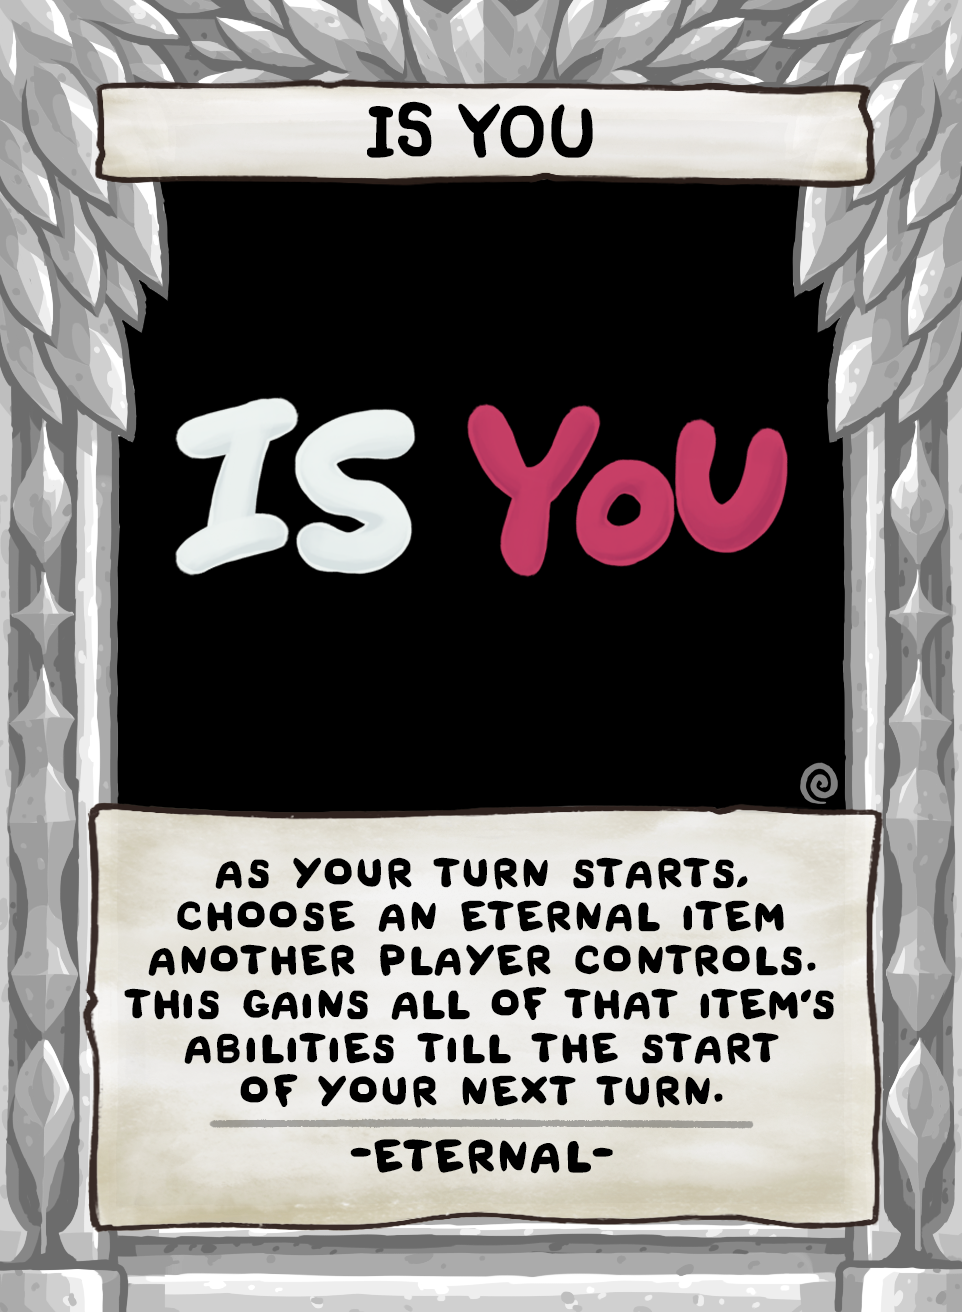 IS YOU
IS YOU
AS YOUR TURN STARTS,
CHOOSE AN ETERNAL ITEM
ANOTHER PLAYER CONTROLS.
THIS GAINS ALL OF THAT ITEM'S
ABILITIES TILL THE START
OF YOUR NEXT TURN.
-ETERNAL-